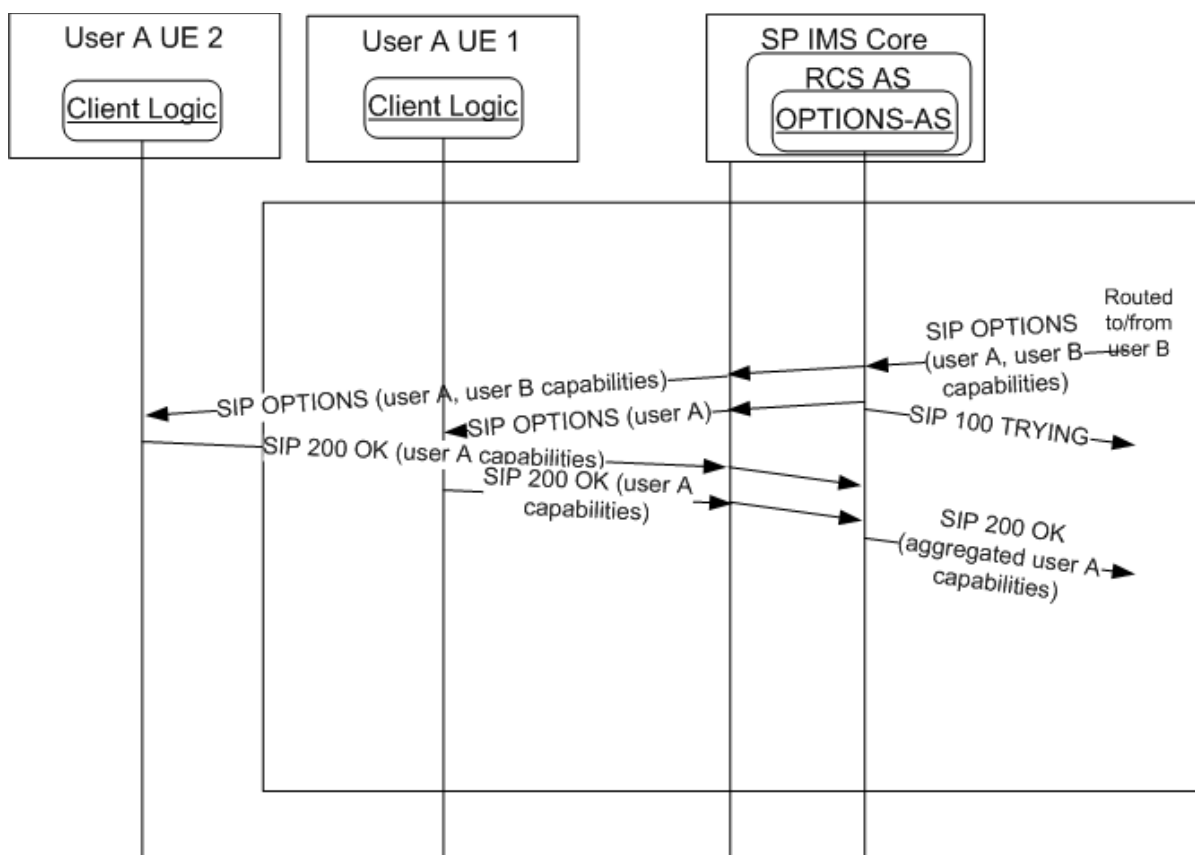 User A UE 2
Client Logic
User A UE 1
Client Logic
SP IMS Core
RCS AS
OPTIONS-AS
Routed
to/from
user B
SIP OPTIONS
(user A, user B
capabilities)
SIP OPTIONS (user A, user B capabilities)
SIP OPTIONS (user A)
SIP 100 TRYING
SIP 200 OK (user A capabilities)
SIP 200 OK (user A
capabilities)
SIP 200 OK
(aggregated user A
capabilities)